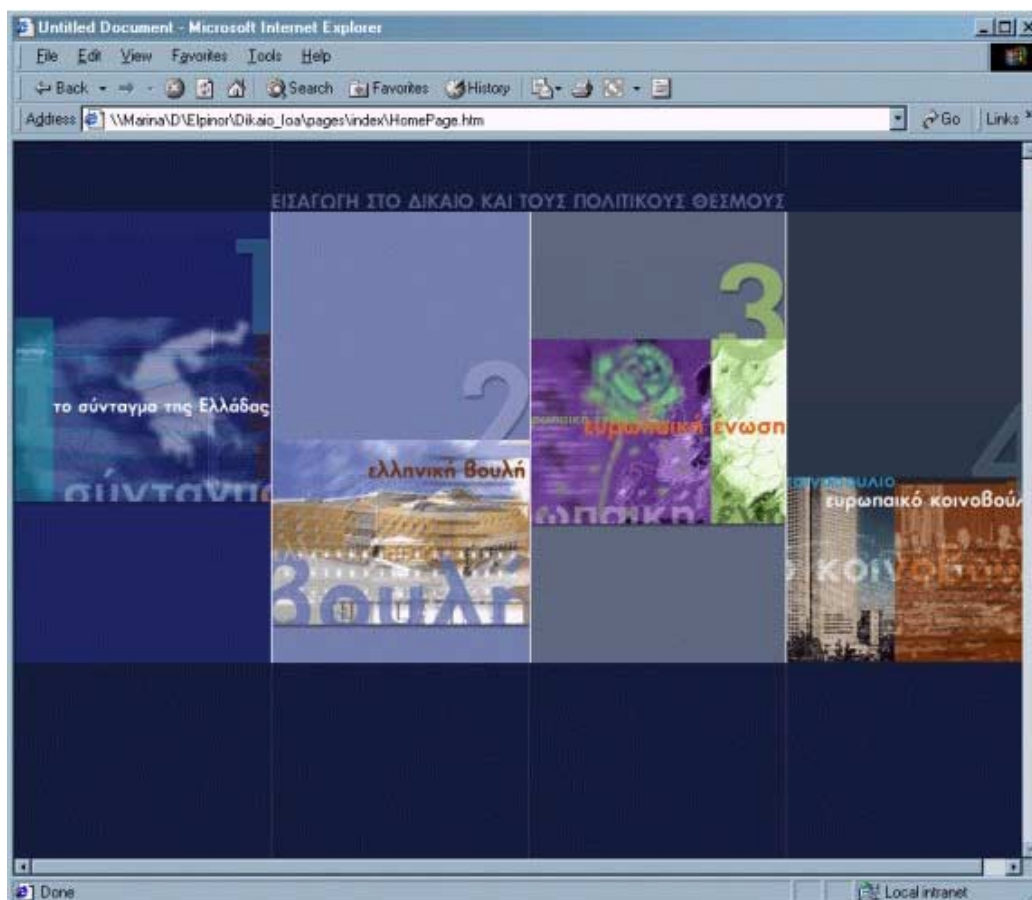 Untitled Document - Microsoft Internet Explorer
File Edit View Favorites Tools Help
Back Search Favorites History
Address \\Marina\D\Elpinor\Dikaio_Ioa\pages\index\HomePage.htm Go Links
ΕΙΣΑΓΩΓΗ ΣΤΟ ΔΙΚΑΙΟ ΚΑΙ ΤΟΥΣ ΠΟΛΙΤΙΚΟΥΣ ΘΕΣΜΟΥΣ
1
το σύνταγμα της Ελλάδας
2
ελληνική βουλή
βουλή
3
ευρωπαϊκή ένωση
4
ευρωπαϊκό κοινοβούλ
Done Local intranet